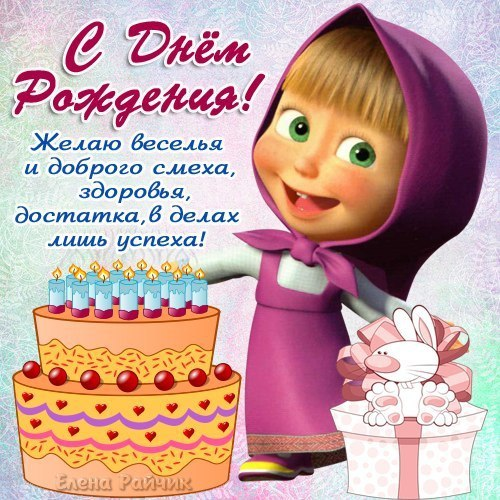 С Днём
Рождения!
Желаю веселья
и доброго смеха,
здоровья,
достатка,в делах
лишь успеха!
Елена Райчик